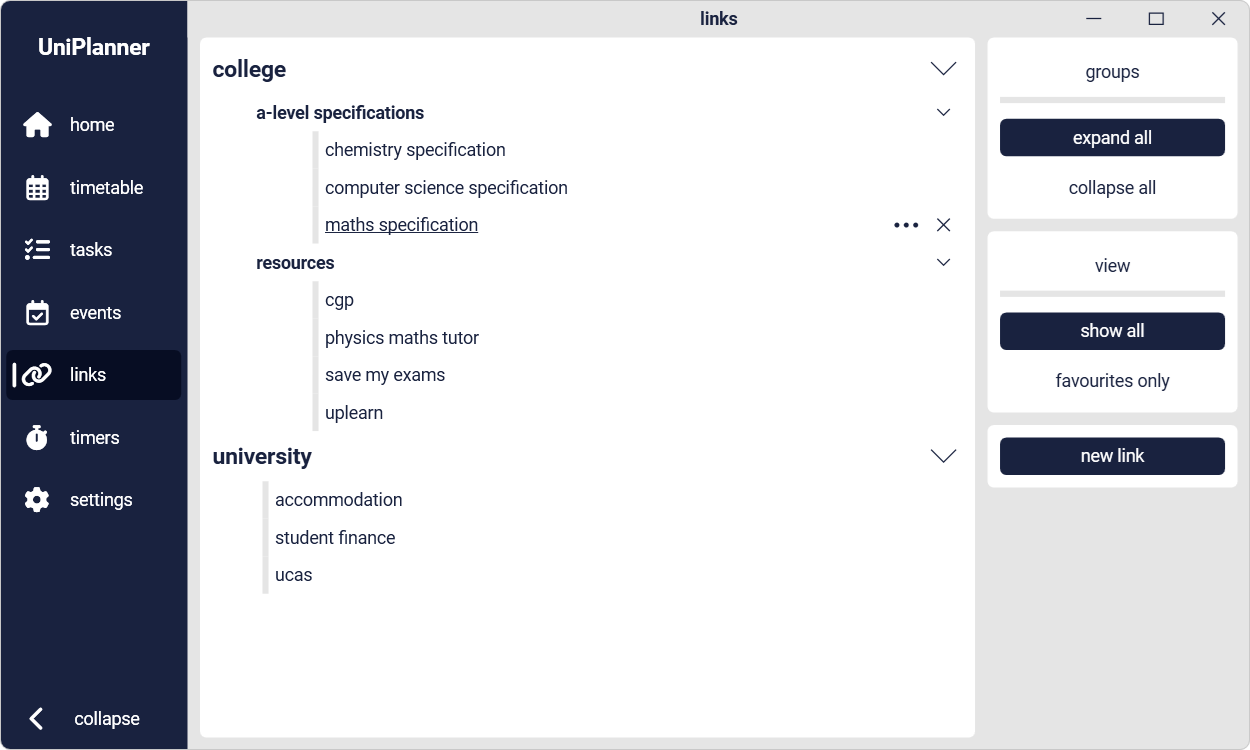 links
UniPlanner
home
timetable
tasks
events
links
timers
settings
collapse
college
a-level specifications
chemistry specification
computer science specification
maths specification
resources
cgp
physics maths tutor
save my exams
uplearn
university
accommodation
student finance
ucas
groups
expand all
collapse all
view
show all
favourites only
new link